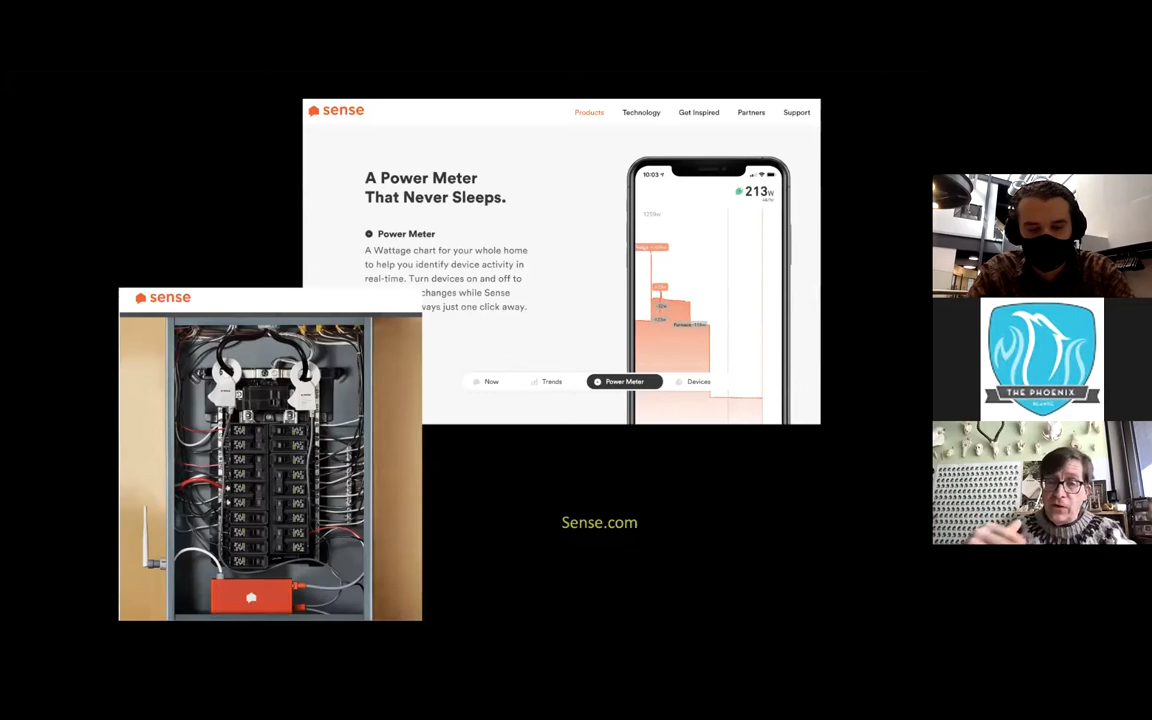 sense
Products
Technology
Get Inspired
Partners
Support
A Power Meter
That Never Sleeps.
Power Meter
A Wattage chart for your whole home
to help you identify device activity in
real-time. Turn devices on and off to
changes while Sense
ways just one click away.
Now
Trends
Power Meter
Devices
10:03
213w
sense
Sense.com
THE PHOENIX